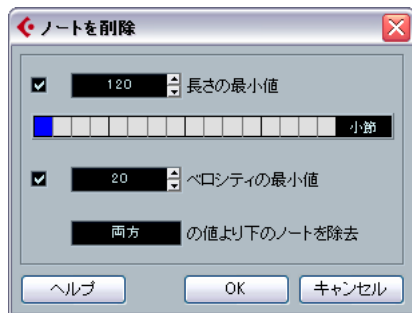 ノートを削除
120 長さの最小値
小節
20 ベロシティの最小値
両方 の値より下のノートを除去
ヘルプ OK キャンセル